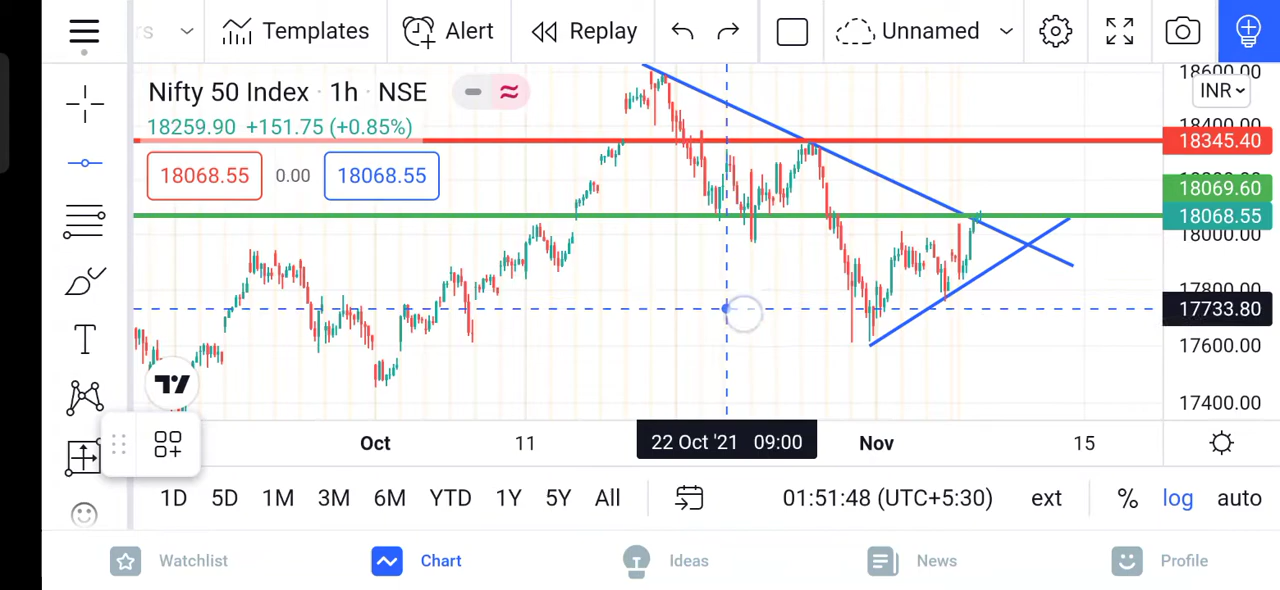 rs Templates Alert Replay Unnamed
Nifty 50 Index · 1h · NSE
18259.90 +151.75 (+0.85%)
18068.55 0.00 18068.55
18600.00
INR
18400.00
18345.40
18069.60
18068.55
18000.00
17800.00
17733.80
17600.00
17400.00
T
Oct 11 22 Oct '21 09:00 Nov 15
1D 5D 1M 3M 6M YTD 1Y 5Y All 01:51:48 (UTC+5:30) ext % log auto
Watchlist Chart Ideas News Profile